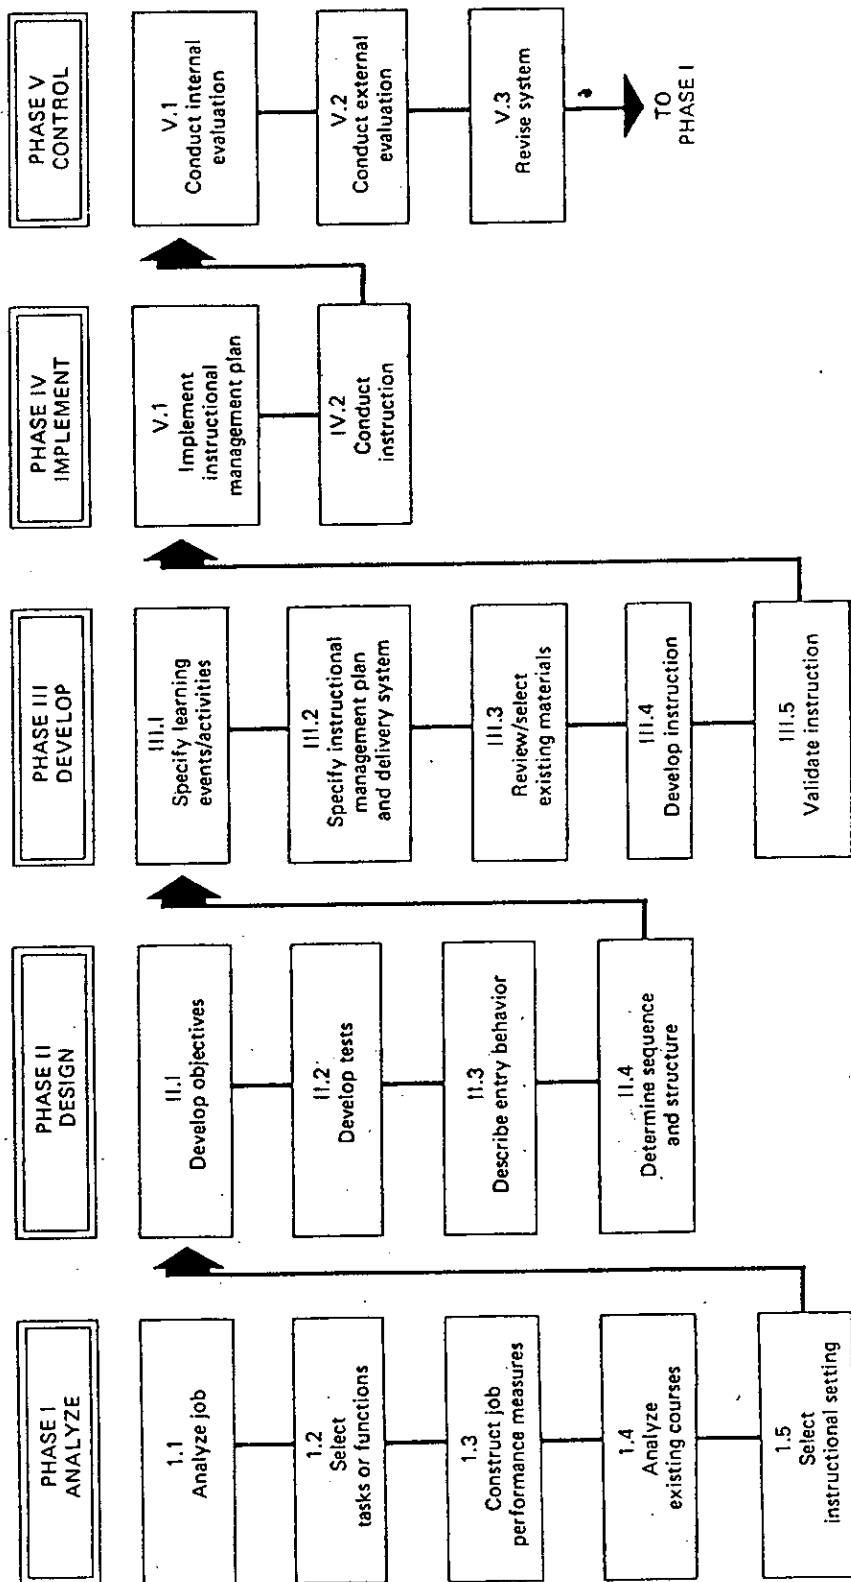 PHASE I
ANALYZE
1.1
Analyze job
1.2
Select
tasks or functions
1.3
Construct job
performance measures
1.4
Analyze
existing courses
1.5
Select
instructional setting
PHASE II
DESIGN
II.I
Develop objectives
II.2
Develop tests
II.3
Describe entry behavior
II.4
Determine sequence
and structure
PHASE III
DEVELOP
III.I
Specify learning
events/activities
III.2
Specify instructional
management plan
and delivery system
III.3
Review/select
existing materials
III.4
Develop instruction
III.5
Validate instruction
PHASE IV
IMPLEMENT
V.1
Implement
instructional
management plan
IV.2
Conduct
instruction
PHASE V
CONTROL
V.1
Conduct internal
evaluation
V.2
Conduct external
evaluation
V.3
Revise system
TO
PHASE I